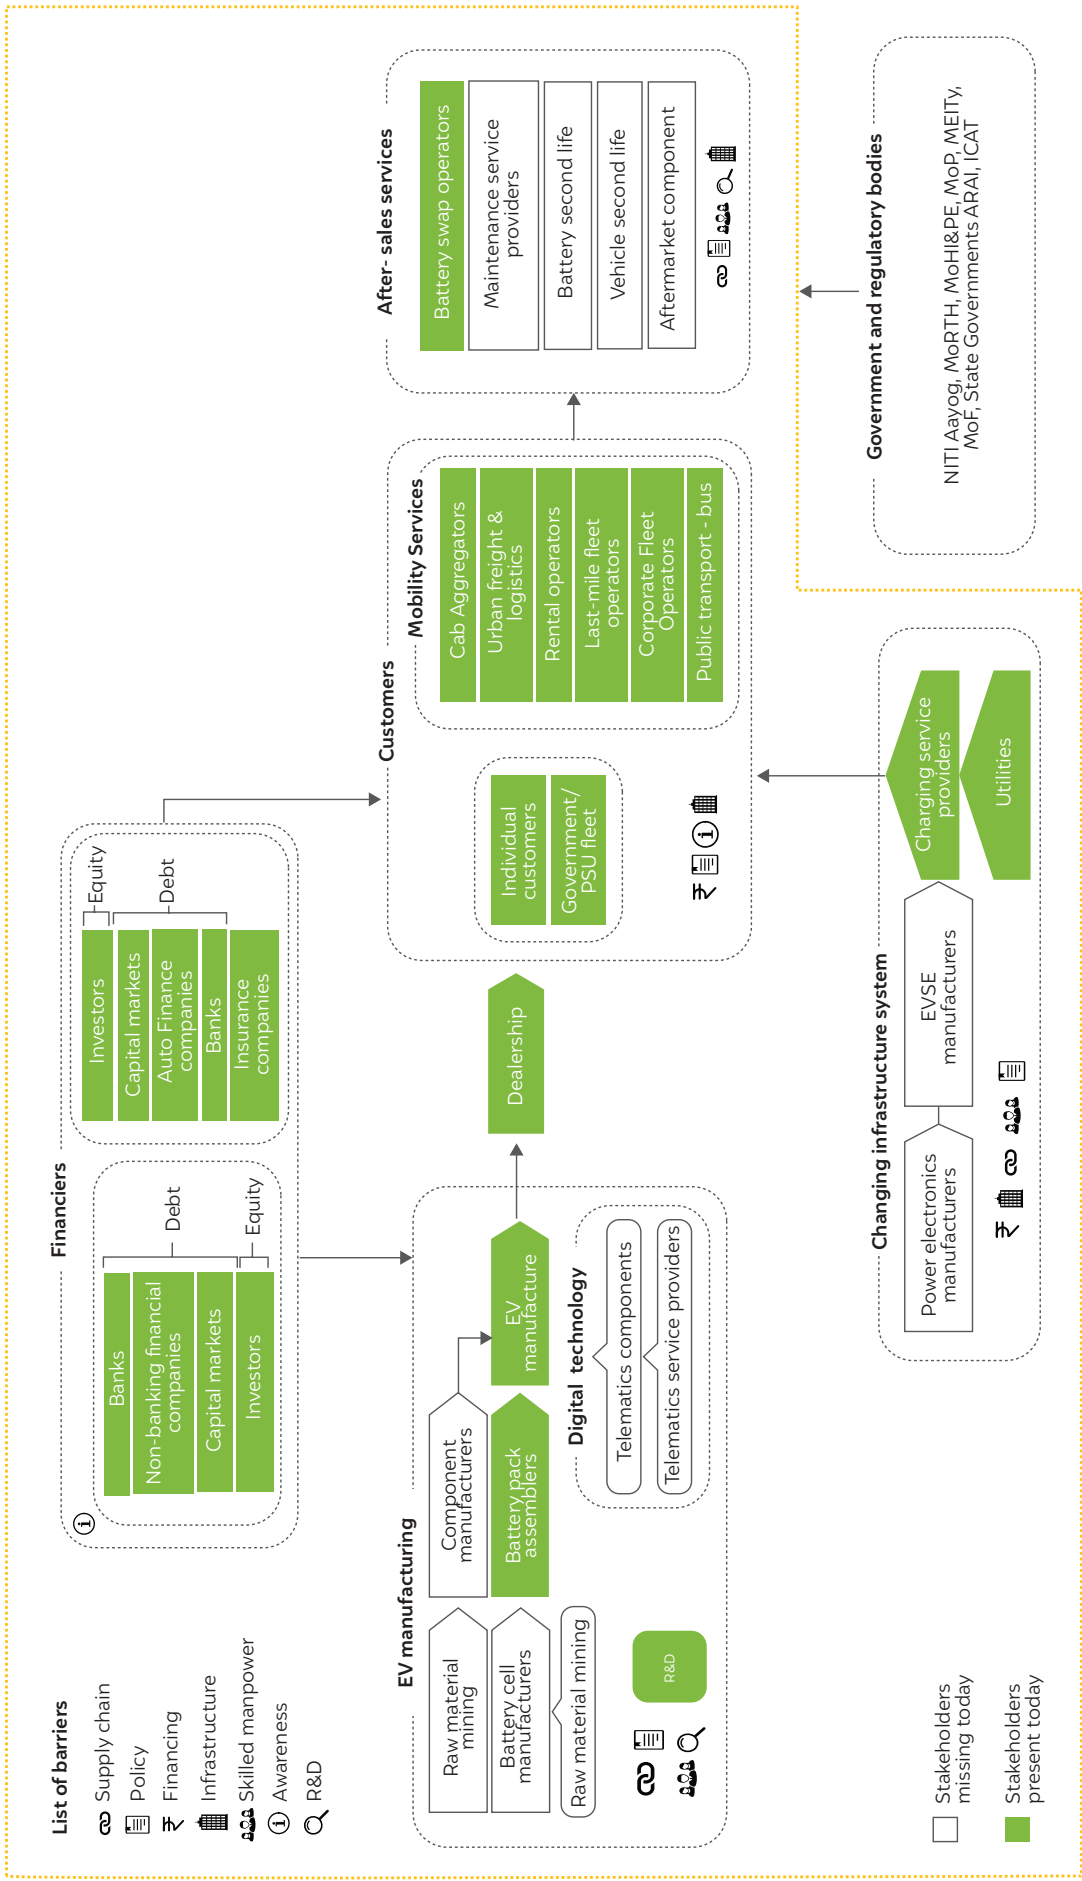 List of barriers
Supply chain
Policy
Financing
Infrastructure
Skilled manpower
Awareness
R&D
Financiers
Banks
Non-banking financial
companies
Capital markets
Investors
Debt
Equity
Investors
Capital markets
Auto Finance
companies
Banks
Insurance
companies
Equity
Debt
EV manufacturing
Raw material
mining
Component
manufacturers
Battery cell
manufacturers
Battery pack
assemblers
EV
manufacture
Raw material mining
R&D
Digital technology
Telematics components
Telematics service providers
Dealership
Customers
Individual
customers
Government/
PSU fleet
Mobility Services
Cab Aggregators
Urban freight &
logistics
Rental operators
Last-mile fleet
operators
Corporate Fleet
Operators
Public transport - bus
After- sales services
Battery swap operators
Maintenance service
providers
Battery second life
Vehicle second life
Aftermarket component
Stakeholders
missing today
Stakeholders
present today
Changing infrastructure system
Power electronics
manufacturers
EVSE
manufacturers
Charging service
providers
Utilities
Government and regulatory bodies
NITI Aayog, MoRTH, MoHI&PE, MoP, MEITy,
MoF, State Governments ARAI, ICAT